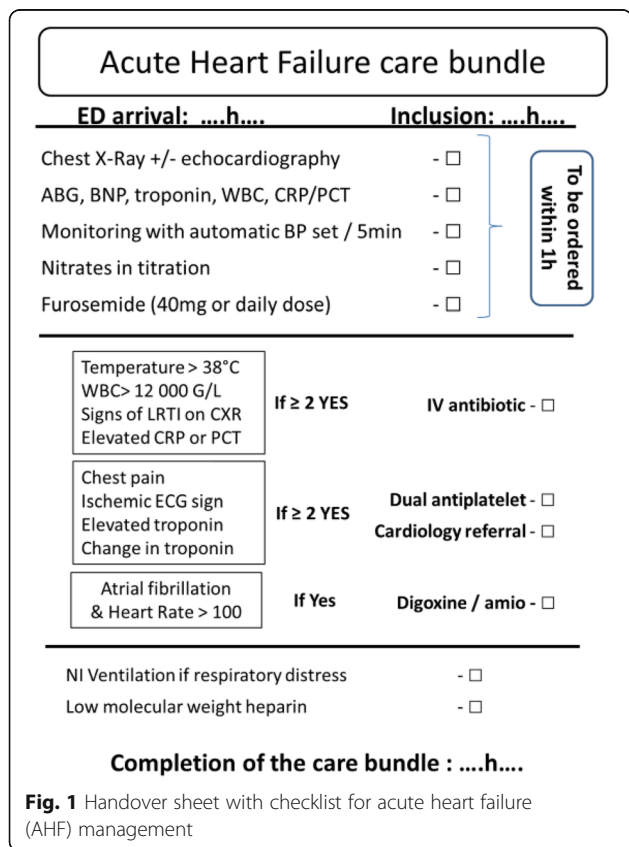 Acute Heart Failure care bundle
ED arrival: ....h.... Inclusion: ....h....
Chest X-Ray +/- echocardiography - ☐
ABG, BNP, troponin, WBC, CRP/PCT - ☐
Monitoring with automatic BP set / 5min - ☐
Nitrates in titration - ☐
Furosemide (40mg or daily dose) - ☐
To be ordered
within 1h
Temperature > 38°C
WBC> 12 000 G/L
Signs of LRTI on CXR
Elevated CRP or PCT
If ≥ 2 YES
IV antibiotic - ☐
Chest pain
Ischemic ECG sign
Elevated troponin
Change in troponin
If ≥ 2 YES
Dual antiplatelet - ☐
Cardiology referral - ☐
Atrial fibrillation
& Heart Rate > 100
If Yes
Digoxine / amio - ☐
NI Ventilation if respiratory distress - ☐
Low molecular weight heparin - ☐
Completion of the care bundle : ....h....
Fig. 1 Handover sheet with checklist for acute heart failure
(AHF) management